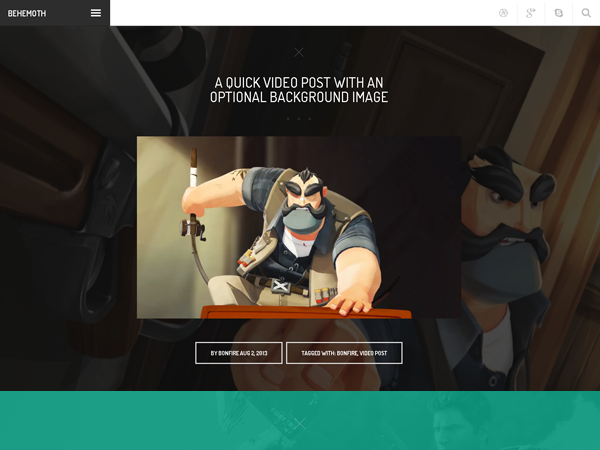 BEHEMOTH
A QUICK VIDEO POST WITH AN
OPTIONAL BACKGROUND IMAGE
BY BONFIRE AUG 2, 2013
TAGGED WITH: BONFIRE, VIDEO POST